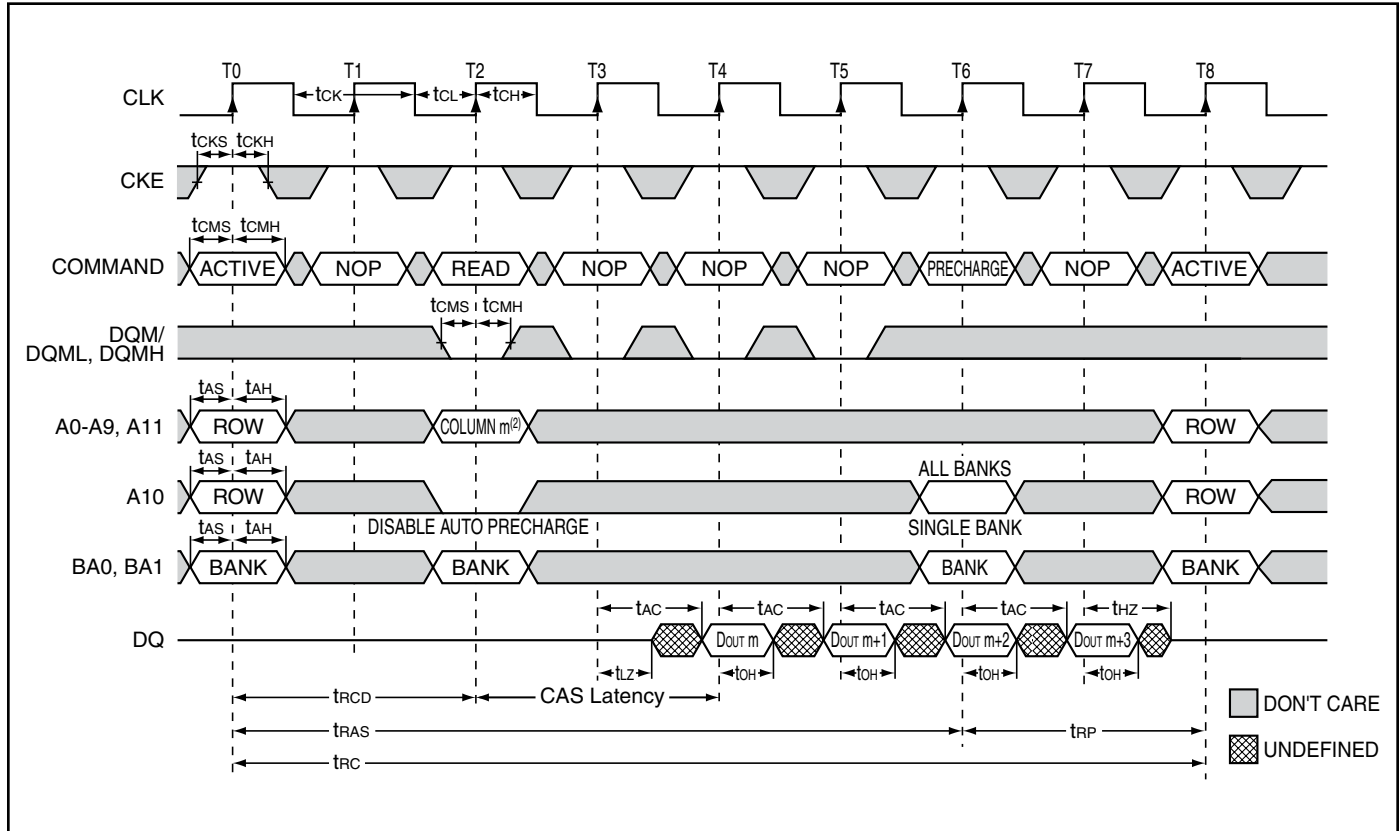 T0 T1 T2 T3 T4 T5 T6 T7 T8
CLK tCK tCL tCH
tCKS tCKH
CKE
tCMS tCMH
COMMAND ACTIVE NOP READ NOP NOP NOP PRECHARGE NOP ACTIVE
tCMS tCMH
DQM/
DQML, DQMH
tAS tAH
A0-A9, A11 ROW COLUMN m(2) ROW
tAS tAH ALL BANKS
A10 ROW ROW
tAS tAH DISABLE AUTO PRECHARGE SINGLE BANK
BA0, BA1 BANK BANK BANK BANK
tAC tAC tAC tAC tHZ
DQ DOUT m DOUT m+1 DOUT m+2 DOUT m+3
tLZ tOH tOH tOH tOH
tRCD CAS Latency
DON'T CARE
tRAS tRP
UNDEFINED
tRC